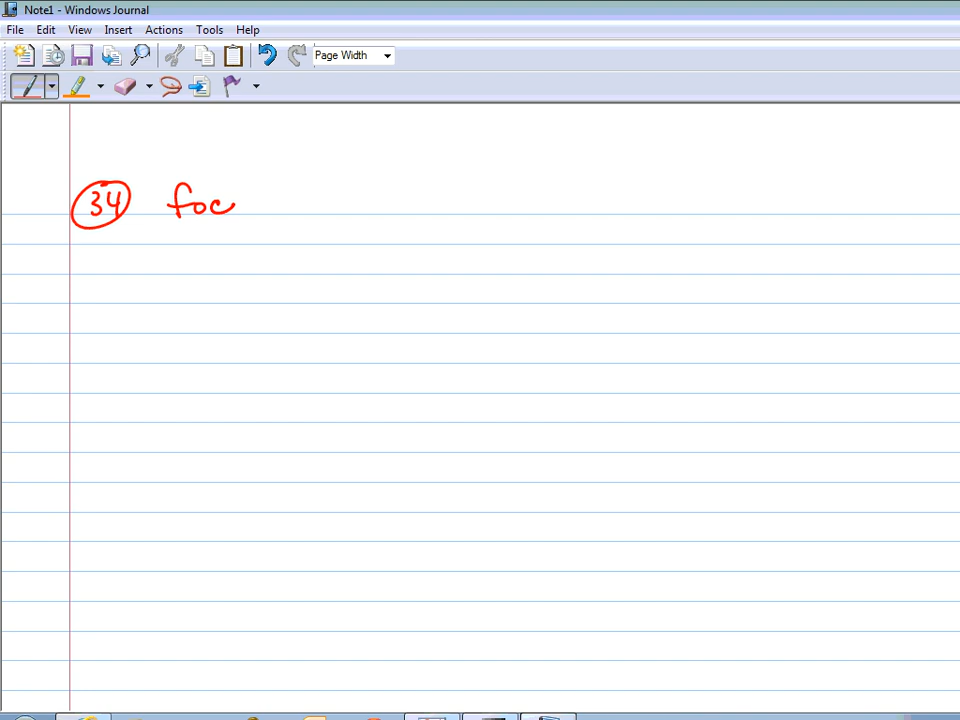 Note1 - Windows Journal
File Edit View Insert Actions Tools Help
Page Width
34 foc